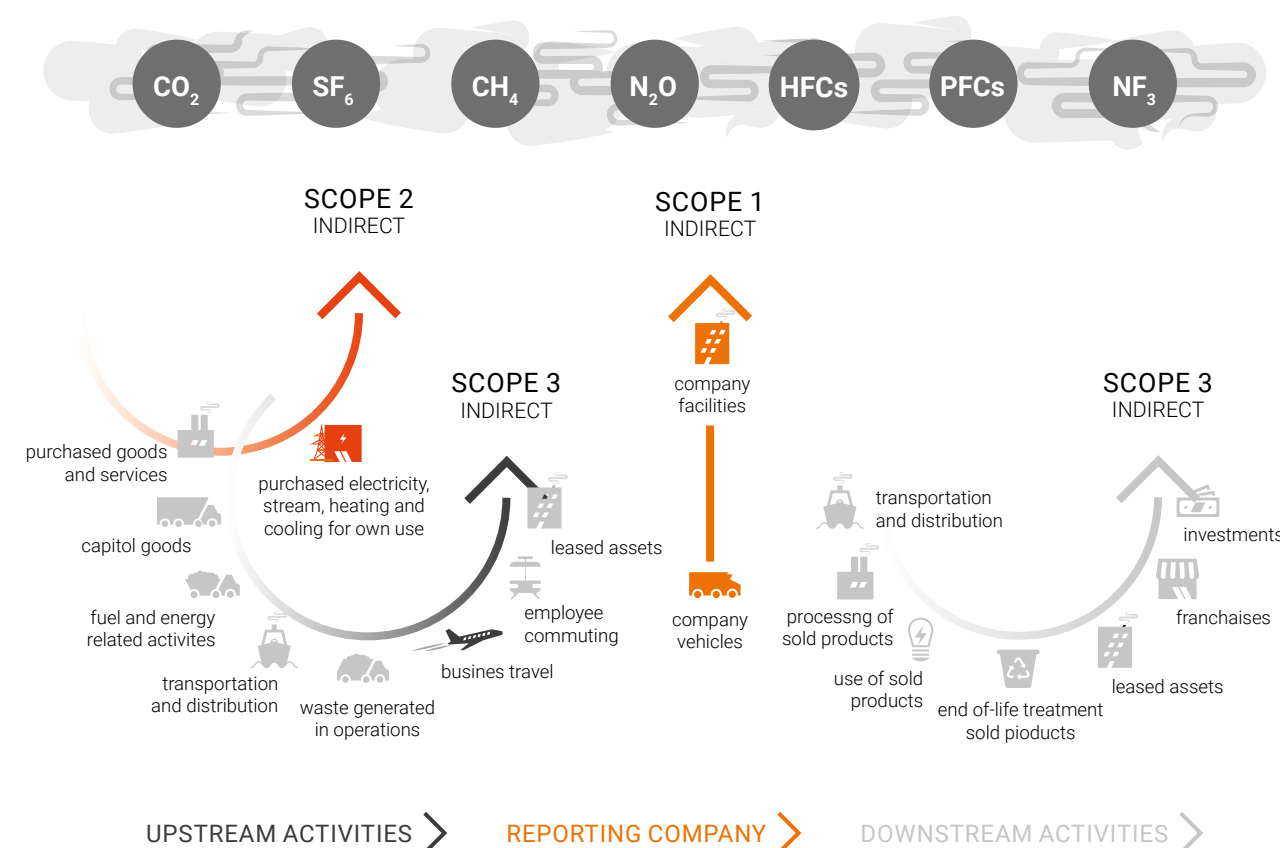 CO2
SF6
CH4
N2O
HFCs
PFCs
NF3
SCOPE 2
INDIRECT
SCOPE 1
INDIRECT
SCOPE 3
INDIRECT
SCOPE 3
INDIRECT
purchased goods
and services
capitol goods
fuel and energy
related activites
transportation
and distribution
waste generated
in operations
purchased electricity,
stream, heating and
cooling for own use
busines travel
employee
commuting
leased assets
company
facilities
company
vehicles
transportation
and distribution
processng of
sold products
use of sold
products
end of-life treatment
sold pioducts
leased assets
franchaises
investments
UPSTREAM ACTIVITIES
REPORTING COMPANY
DOWNSTREAM ACTIVITIES